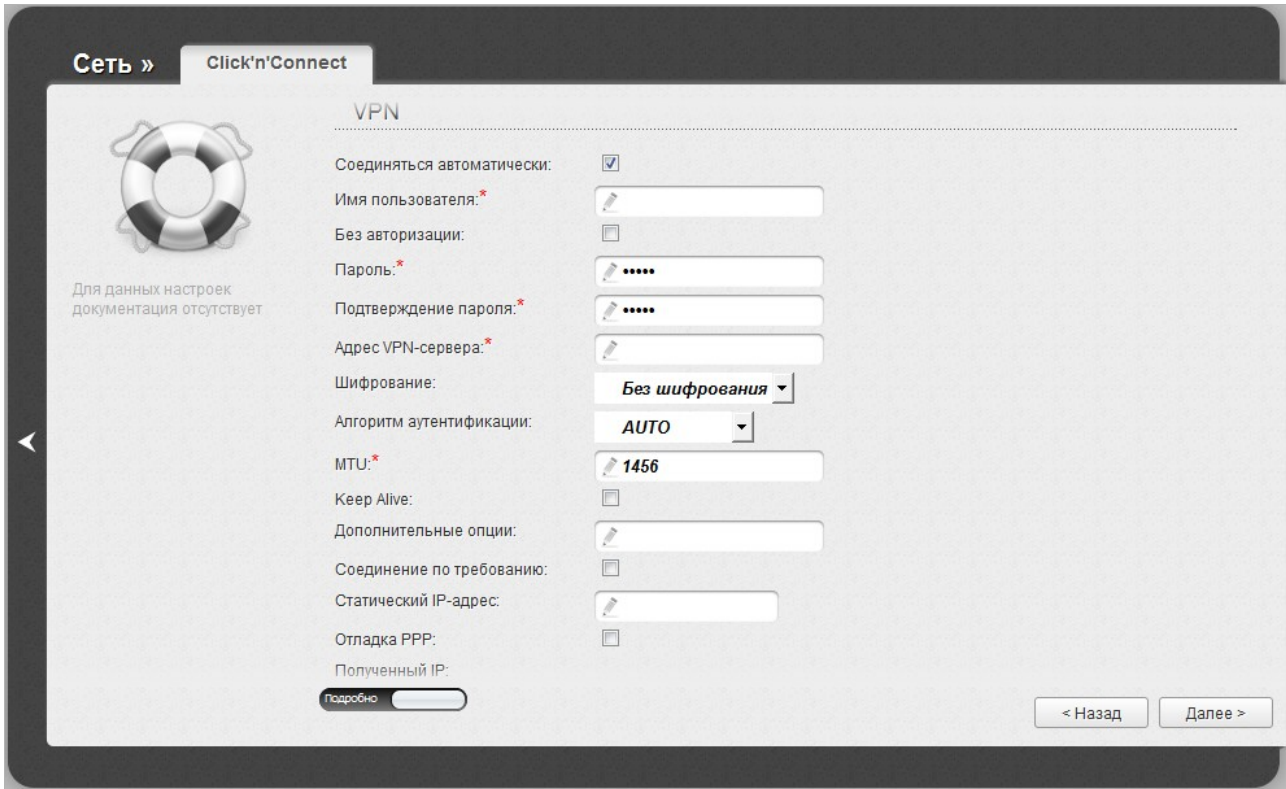 Сеть »
Click'n'Connect
VPN
Для данных настроек
документация отсутствует
Соединяться автоматически:
Имя пользователя:*
Без авторизации:
Пароль:* •••••
Подтверждение пароля:* •••••
Адрес VPN-сервера:*
Шифрование: Без шифрования
Алгоритм аутентификации: AUTO
MTU:* 1456
Keep Alive:
Дополнительные опции:
Соединение по требованию:
Статический IP-адрес:
Отладка PPP:
Полученный IP:
Подробно
< Назад
Далее >